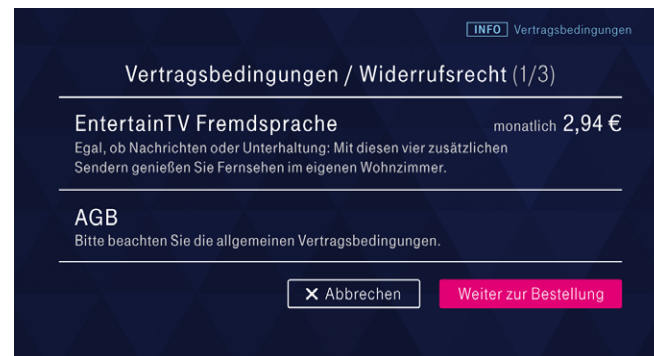 INFO Vertragsbedingungen
Vertragsbedingungen / Widerrufsrecht (1/3)
EntertainTV Fremdsprache monatlich 2,94 €
Egal, ob Nachrichten oder Unterhaltung: Mit diesen vier zusätzlichen
Sendern genießen Sie Fernsehen im eigenen Wohnzimmer.
AGB
Bitte beachten Sie die allgemeinen Vertragsbedingungen.
X Abbrechen Weiter zur Bestellung